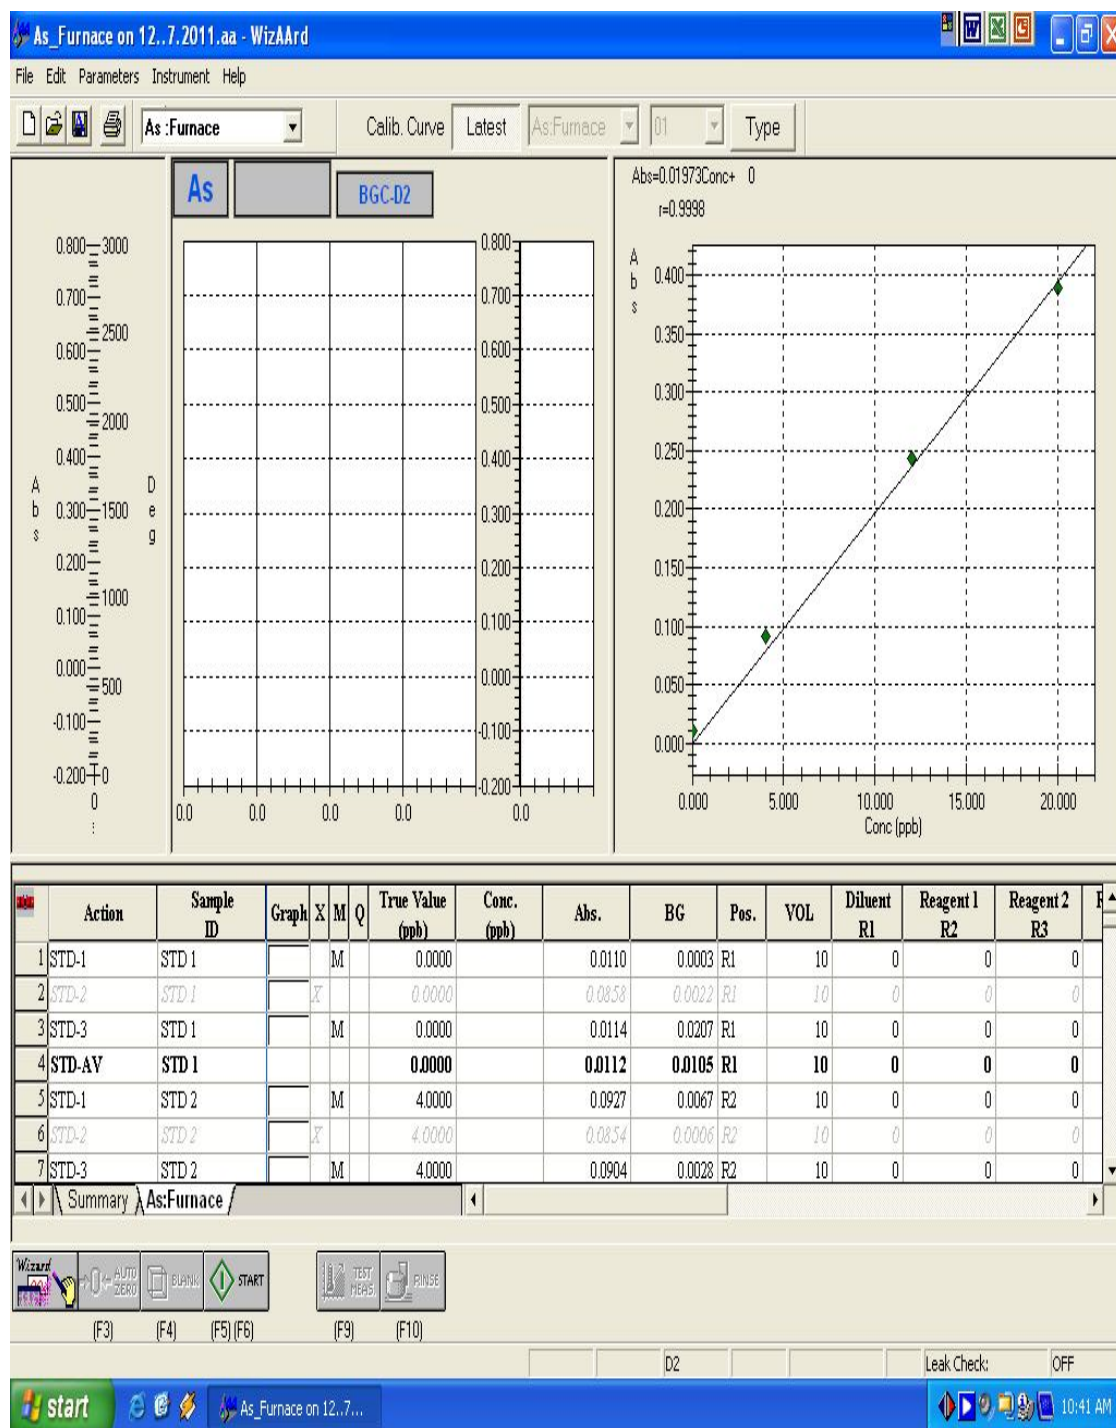 As_Furnace on 12..7.2011.aa - WizAArd
File Edit Parameters Instrument Help
As :Furnace Calib. Curve Latest As:Furnace 01 Type
As BGC-D2
Abs=0.01973Conc+ 0
r=0.9998
Abs
0.800 3000
0.700
2500
0.600
0.500
2000
0.400
0.300 1500
0.200
1000
0.100
0.000
500
-0.100
-0.200 0
0
Deg
0.800
0.700
0.600
0.500
0.400
0.300
0.200
0.100
0.000
-0.100
-0.200
0.0 0.0 0.0 0.0 0.0
Abs
0.400
0.350
0.300
0.250
0.200
0.150
0.100
0.050
0.000
0.000 5.000 10.000 15.000 20.000
Conc (ppb)
Action Sample ID Graph X M Q True Value (ppb) Conc. (ppb) Abs. BG Pos. VOL Diluent R1 Reagent 1 R2 Reagent 2 R3
1 STD-1 STD 1 M 0.0000 0.0110 0.0003 R1 10 0 0 0
2 STD-2 STD 1 X 0.0000 0.0858 0.0022 R1 10 0 0 0
3 STD-3 STD 1 M 0.0000 0.0114 0.0207 R1 10 0 0 0
4 STD-AV STD 1 0.0000 0.0112 0.0105 R1 10 0 0 0
5 STD-1 STD 2 M 4.0000 0.0927 0.0067 R2 10 0 0 0
6 STD-2 STD 2 X 4.0000 0.0854 0.0006 R2 10 0 0 0
7 STD-3 STD 2 M 4.0000 0.0904 0.0028 R2 10 0 0 0
Summary As:Furnace
Wizard AUTO ZERO BLANK START TEST MEAS. RINSE
(F3) (F4) (F5) (F6) (F9) (F10)
D2 Leak Check: OFF
start As_Furnace on 12..7... 10:41 AM